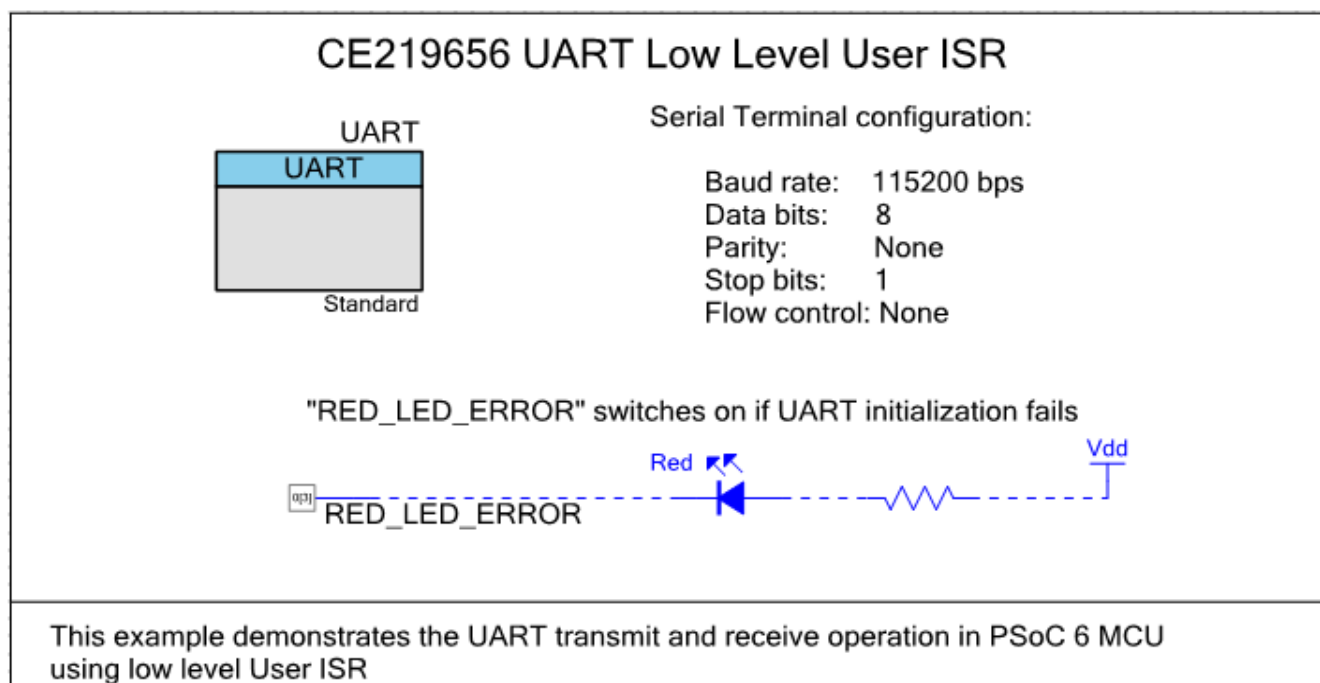 CE219656 UART Low Level User ISR
UART
UART
Standard
Serial Terminal configuration:
Baud rate: 115200 bps
Data bits: 8
Parity: None
Stop bits: 1
Flow control: None
"RED_LED_ERROR" switches on if UART initialization fails
Red
Vdd
RED_LED_ERROR
This example demonstrates the UART transmit and receive operation in PSoC 6 MCU
using low level User ISR